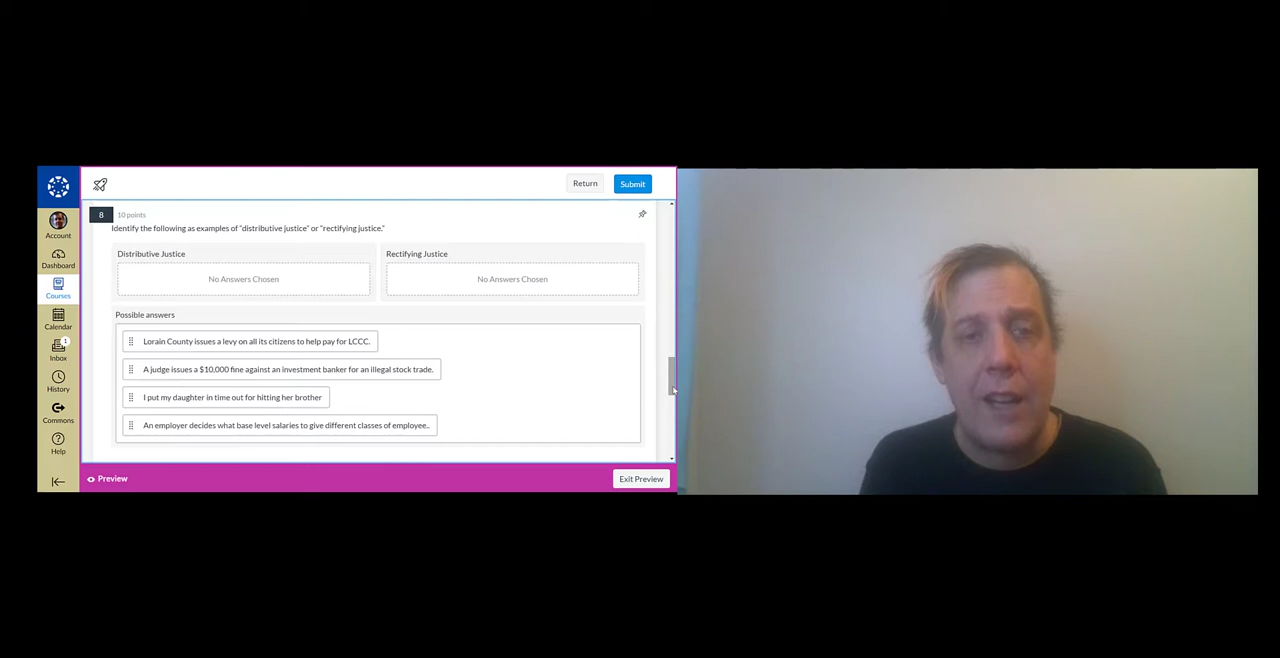 Return
Submit
8
10 points
Identify the following as examples of "distributive justice" or "rectifying justice."
Distributive Justice
Rectifying Justice
No Answers Chosen
No Answers Chosen
Possible answers
Lorain County issues a levy on all its citizens to help pay for LCCC.
A judge issues a $10,000 fine against an investment banker for an illegal stock trade.
I put my daughter in time out for hitting her brother
An employer decides what base level salaries to give different classes of employee..
Account
Dashboard
Courses
Calendar
1
Inbox
History
Commons
Help
Preview
Exit Preview